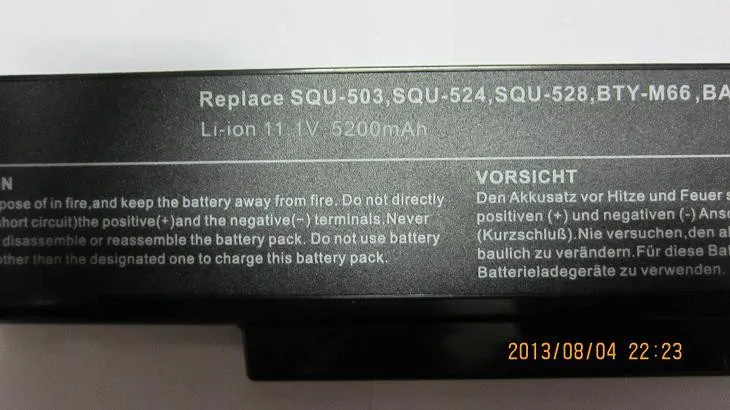 Replace SQU-503,SQU-524,SQU-528,BTY-M66,BA
Li-ion 11.1V 5200mAh
N
pose of in fire,and keep the battery away from fire. Do not directly
short circuit)the positive(+)and the negative(-) terminals.Never
disassemble or reassemble the battery pack. Do not use battery
other than the designated one to charge this battery pack.
VORSICHT
Den Akkusatz vor Hitze und Feuer s
positiven (+) und negativen (-) Ans
(Kurzschluß).Nie versuchen,den al
baulich zu verändern.Für diese Bat
Batterieladegeräte zu verwenden.
2013/08/04 22:23